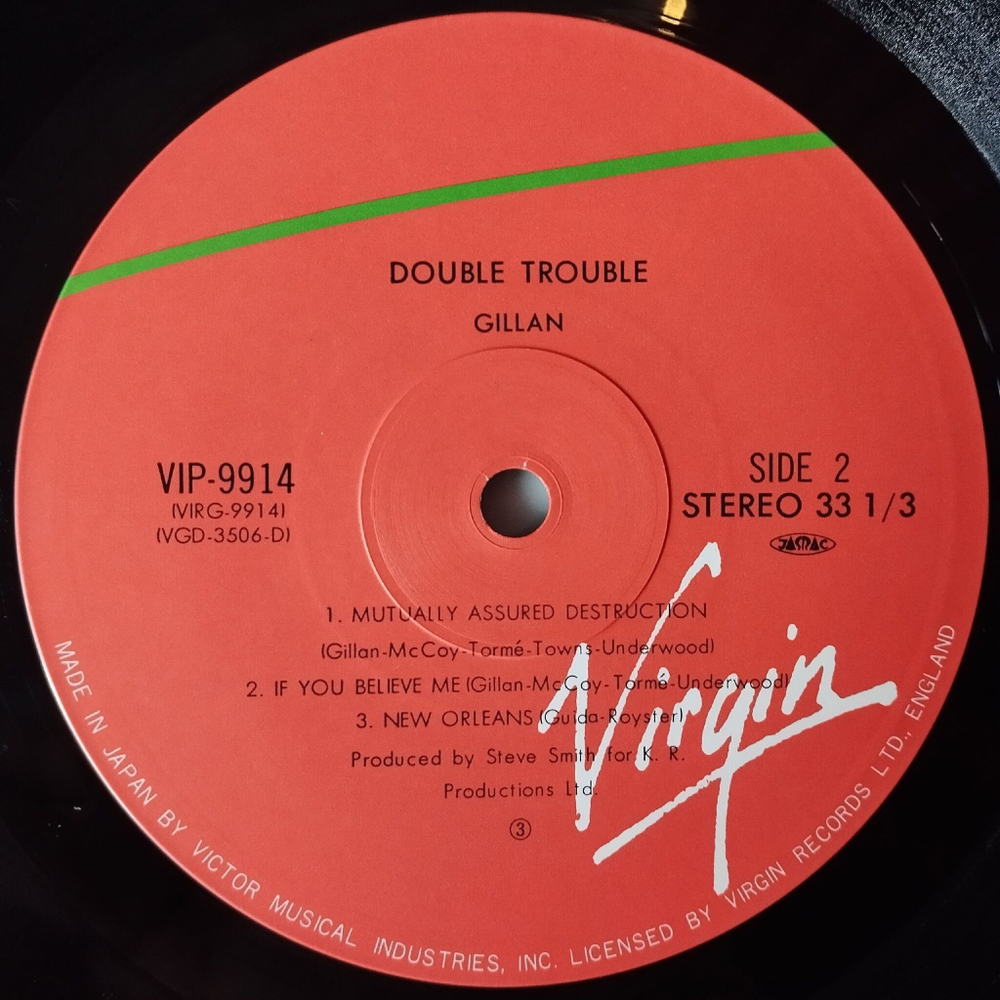 DOUBLE TROUBLE
GILLAN
VIP-9914
(VIRG-9914)
(VGD-3506-D)
SIDE 2
STEREO 33 1/3
JASRAC
1. MUTUALLY ASSURED DESTRUCTION
(Gillan-McCoy-Tormé-Towns-Underwood)
2. IF YOU BELIEVE ME (Gillan-McCoy-Tormé-Underwood)
3. NEW ORLEANS (Guida-Royster)
Produced by Steve Smith for K. R.
Productions Ltd.
③
Virgin
MADE IN JAPAN BY VICTOR MUSICAL INDUSTRIES, INC. LICENSED BY VIRGIN RECORDS LTD., ENGLAND